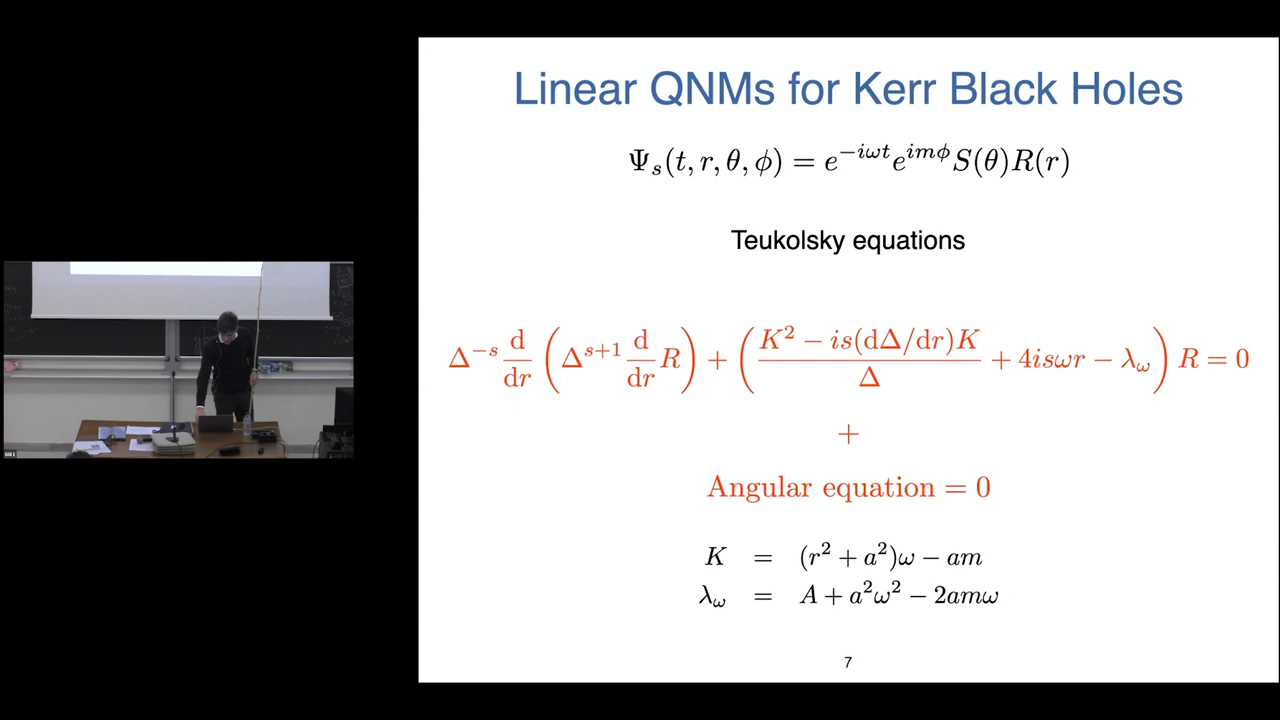 Linear QNMs for Kerr Black Holes
Ψ_s(t, r, θ, ϕ) = e^{−iωt} e^{imϕ} S(θ)R(r)
Teukolsky equations
Δ^{−s} d/dr (Δ^{s+1} d/dr R) + ((K² − is(dΔ/dr)K)/Δ + 4isωr − λ_ω) R = 0
+
Angular equation = 0
K = (r² + a²)ω − am
λ_ω = A + a²ω² − 2amω
7